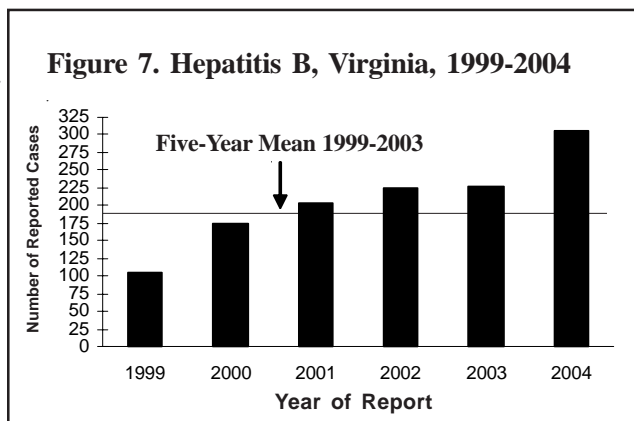 Figure 7. Hepatitis B, Virginia, 1999-2004
Five-Year Mean 1999-2003
Number of Reported Cases
325
300
275
250
225
200
175
150
125
100
75
50
25
0
1999 2000 2001 2002 2003 2004
Year of Report